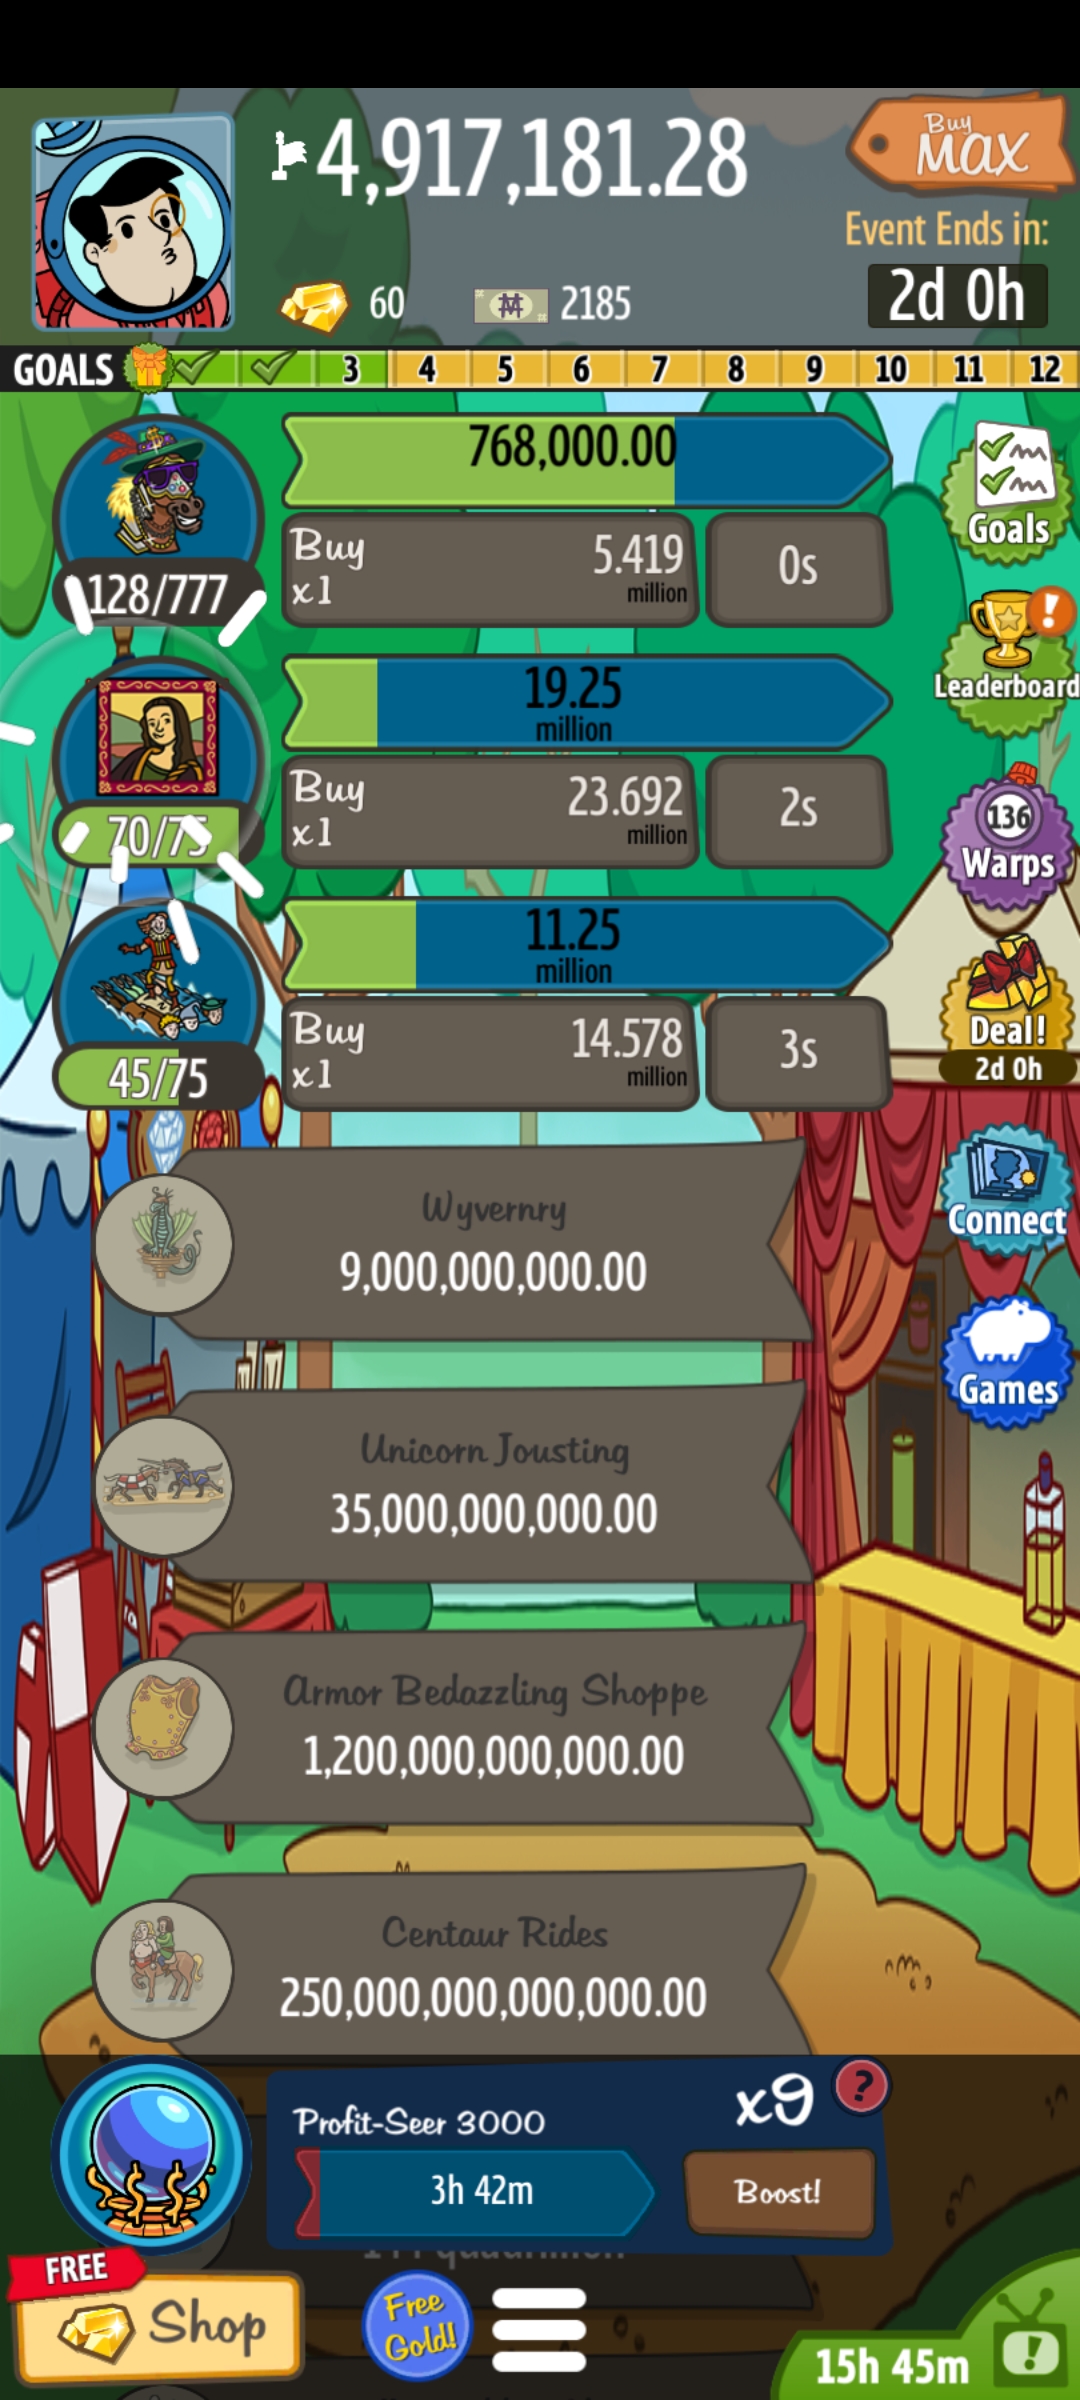 4,917,181.28
Buy
MAX
Event Ends in:
60
2185
2d 0h
GOALS
3
4
5
6
7
8
9
10
11
12
768,000.00
Buy
x1
5.419
million
0s
128/777
Goals
Leaderboard
19.25
million
Buy
x1
23.692
million
2s
70/75
136
Warps
11.25
million
Buy
x1
14.578
million
3s
45/75
Deal!
2d 0h
Wyvernry
9,000,000,000.00
Connect
Unicorn Jousting
35,000,000,000.00
Games
Armor Bedazzling Shoppe
1,200,000,000,000.00
Centaur Rides
250,000,000,000,000.00
Profit-Seer 3000
x9
?
3h 42m
Boost!
FREE
Shop
Free
Gold!
15h 45m
!